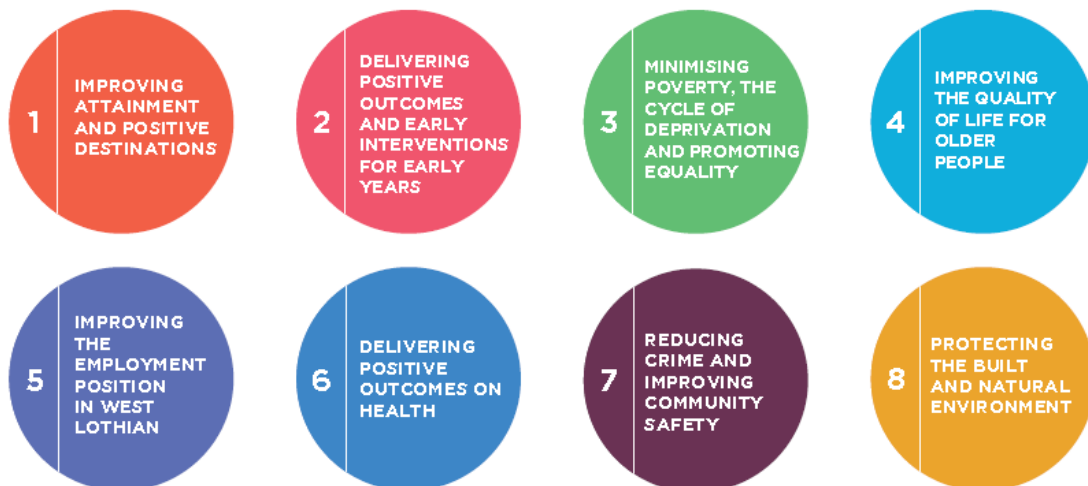 1
IMPROVING
ATTAINMENT
AND POSITIVE
DESTINATIONS
2
DELIVERING
POSITIVE
OUTCOMES
AND EARLY
INTERVENTIONS
FOR EARLY
YEARS
3
MINIMISING
POVERTY, THE
CYCLE OF
DEPRIVATION
AND PROMOTING
EQUALITY
4
IMPROVING
THE QUALITY
OF LIFE FOR
OLDER
PEOPLE
5
IMPROVING
THE
EMPLOYMENT
POSITION
IN WEST
LOTHIAN
6
DELIVERING
POSITIVE
OUTCOMES ON
HEALTH
7
REDUCING
CRIME AND
IMPROVING
COMMUNITY
SAFETY
8
PROTECTING
THE BUILT
AND NATURAL
ENVIRONMENT